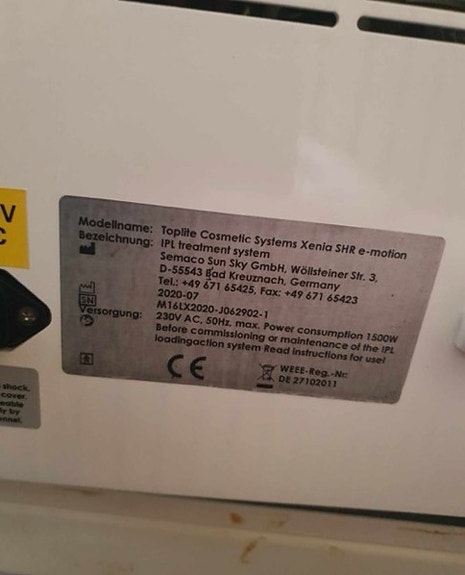 V
C
Modellname: Toplite Cosmetic Systems Xenia SHR e-motion
Bezeichnung: IPL treatment system
Semaco Sun Sky GmbH, Wöllsteiner Str. 3,
D-55543 Bad Kreuznach, Germany
Tel.: +49 671 65425, Fax: +49 671 65423
2020-07
SN M16LX2020-J062902-1
Versorgung: 230V AC, 50Hz, max. Power consumption 1500W
Before commissioning or maintenance of the IPL
loadingaction system Read instructions for use!
CE
WEEE-Reg.-Nr:
DE 27102011
shock,
cover.
ly by